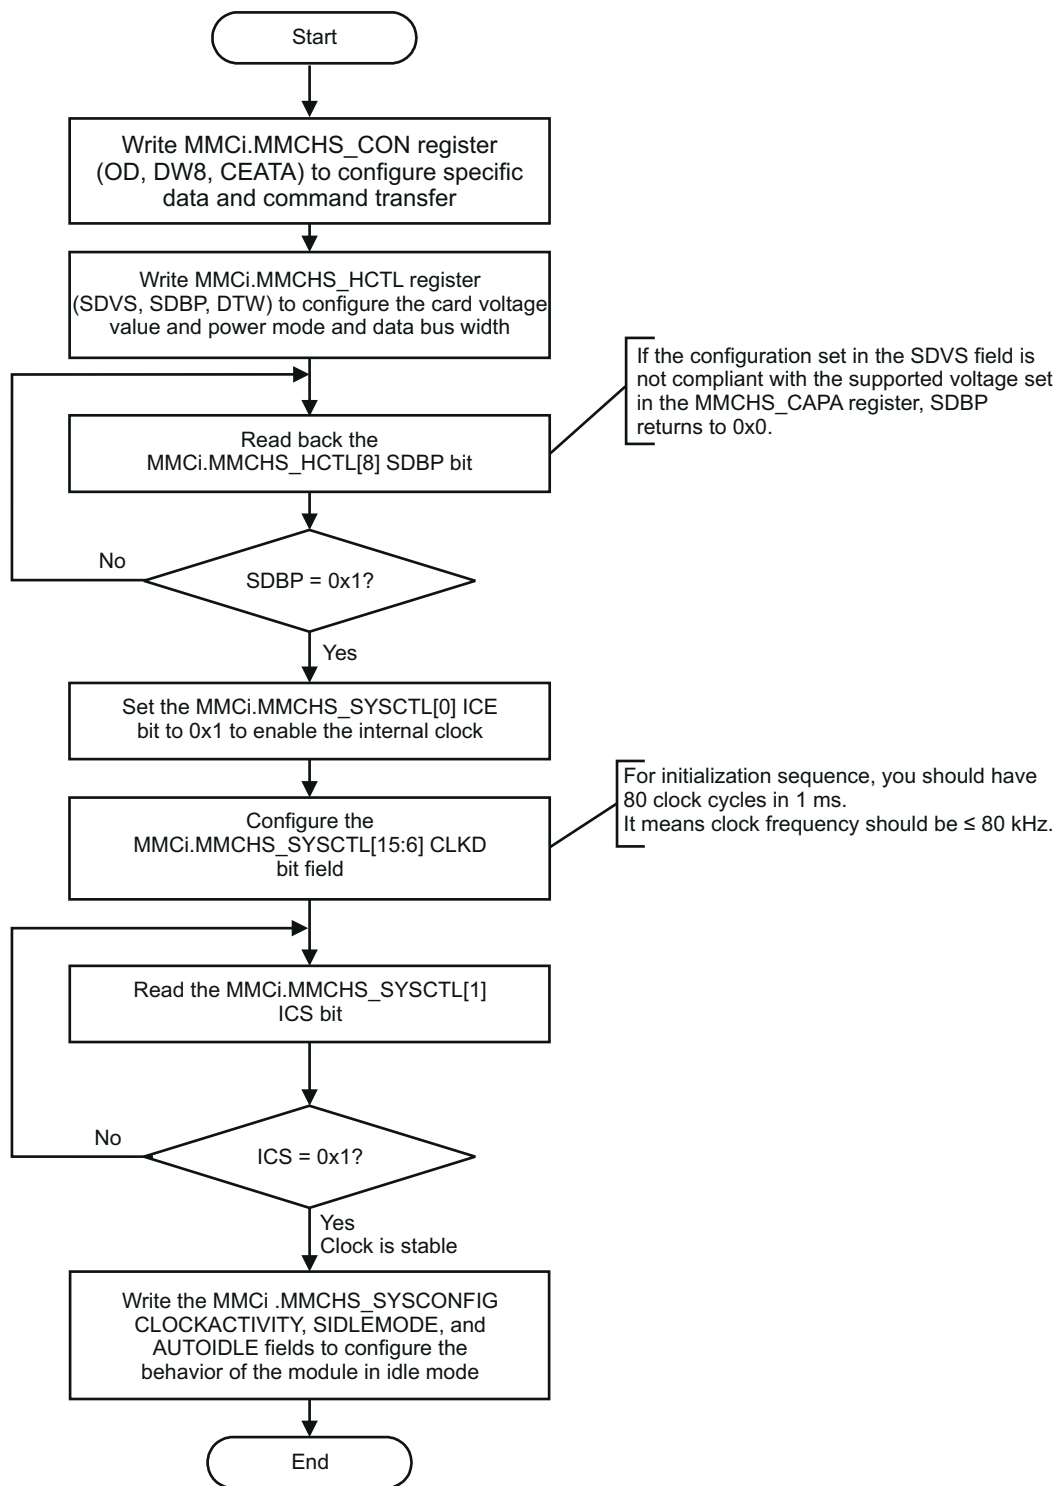 Start
Write MMCi.MMCHS_CON register
(OD, DW8, CEATA) to configure specific
data and command transfer
Write MMCi.MMCHS_HCTL register
(SDVS, SDBP, DTW) to configure the card voltage
value and power mode and data bus width
If the configuration set in the SDVS field is
not compliant with the supported voltage set
in the MMCHS_CAPA register, SDBP
returns to 0x0.
Read back the
MMCi.MMCHS_HCTL[8] SDBP bit
No
SDBP = 0x1?
Yes
Set the MMCi.MMCHS_SYSCTL[0] ICE
bit to 0x1 to enable the internal clock
For initialization sequence, you should have
80 clock cycles in 1 ms.
It means clock frequency should be ≤ 80 kHz.
Configure the
MMCi.MMCHS_SYSCTL[15:6] CLKD
bit field
Read the MMCi.MMCHS_SYSCTL[1]
ICS bit
No
ICS = 0x1?
Yes
Clock is stable
Write the MMCi .MMCHS_SYSCONFIG
CLOCKACTIVITY, SIDLEMODE, and
AUTOIDLE fields to configure the
behavior of the module in idle mode
End